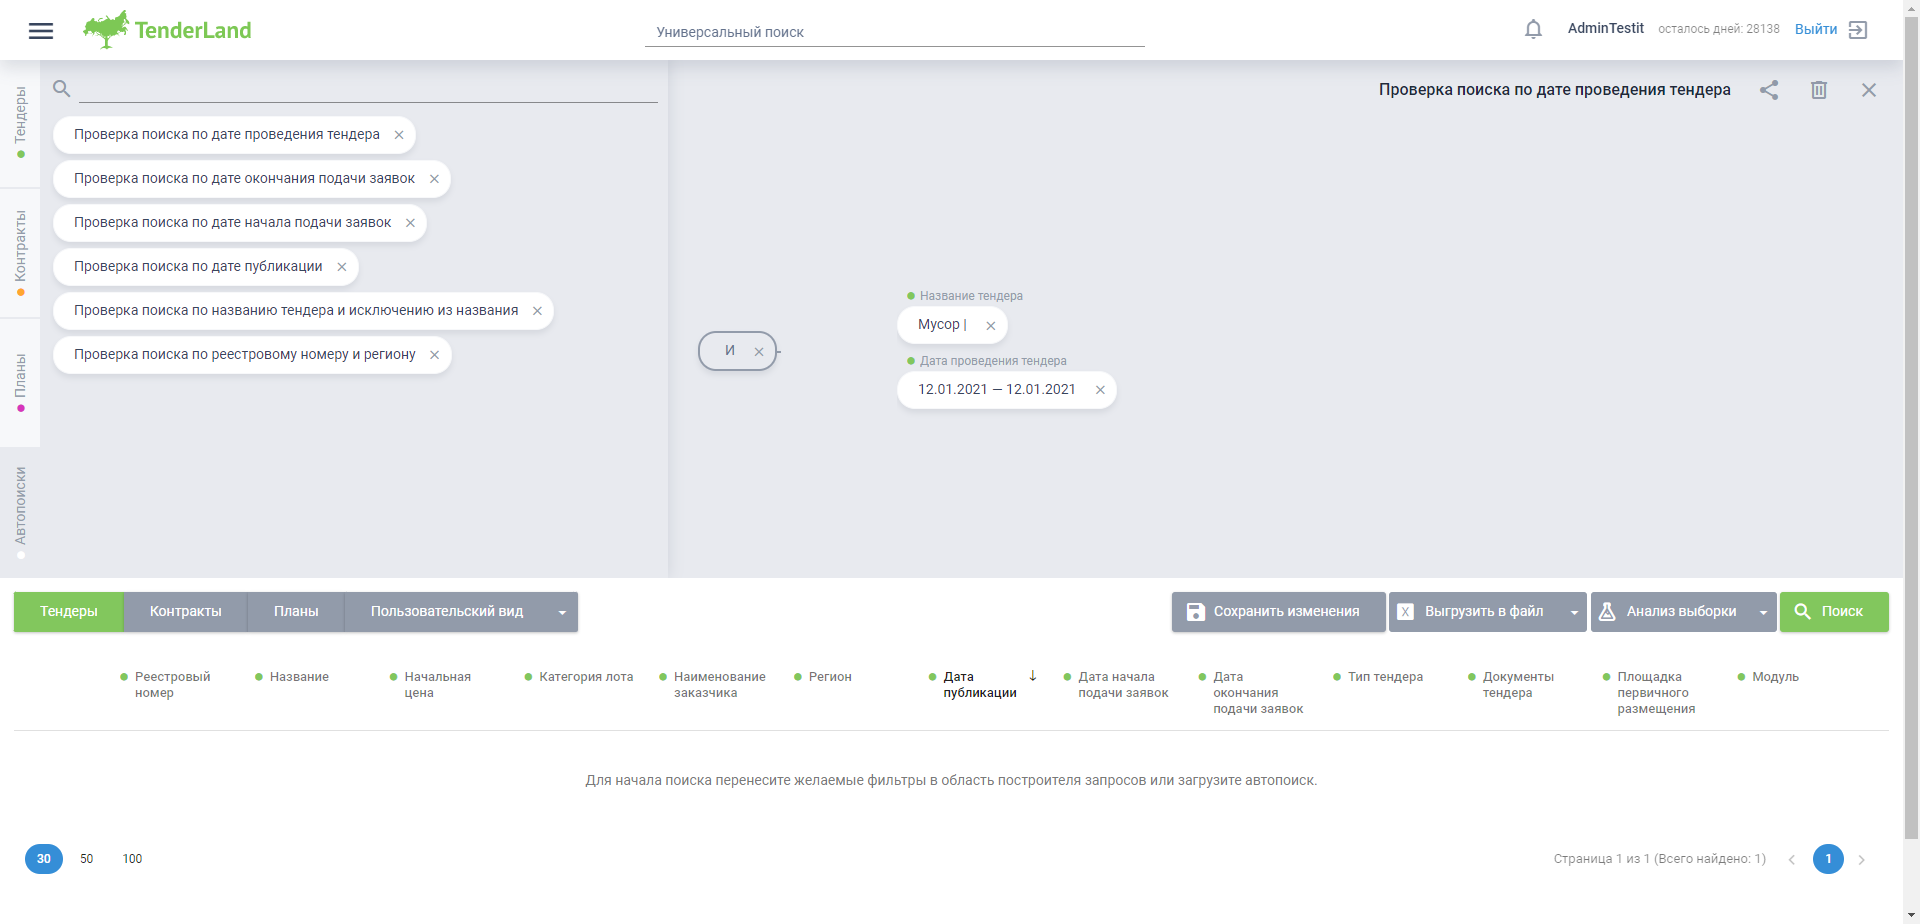 TenderLand
Универсальный поиск
AdminTestit
осталось дней: 28138
Выйти
Тендеры
Контракты
Планы
Автопоиски
Проверка поиска по дате проведения тендера
Проверка поиска по дате окончания подачи заявок
Проверка поиска по дате начала подачи заявок
Проверка поиска по дате публикации
Проверка поиска по названию тендера и исключению из названия
Проверка поиска по реестровому номеру и региону
Проверка поиска по дате проведения тендера
И
Название тендера
Мусор |
Дата проведения тендера
12.01.2021 — 12.01.2021
Тендеры
Контракты
Планы
Пользовательский вид
Сохранить изменения
X Выгрузить в файл
Анализ выборки
Поиск
Реестровый
номер
Название
Начальная
цена
Категория лота
Наименование
заказчика
Регион
Дата
публикации
Дата начала
подачи заявок
Дата
окончания
подачи заявок
Тип тендера
Документы
тендера
Площадка
первичного
размещения
Модуль
Для начала поиска перенесите желаемые фильтры в область построителя запросов или загрузите автопоиск.
30 50 100
Страница 1 из 1 (Всего найдено: 1)
1